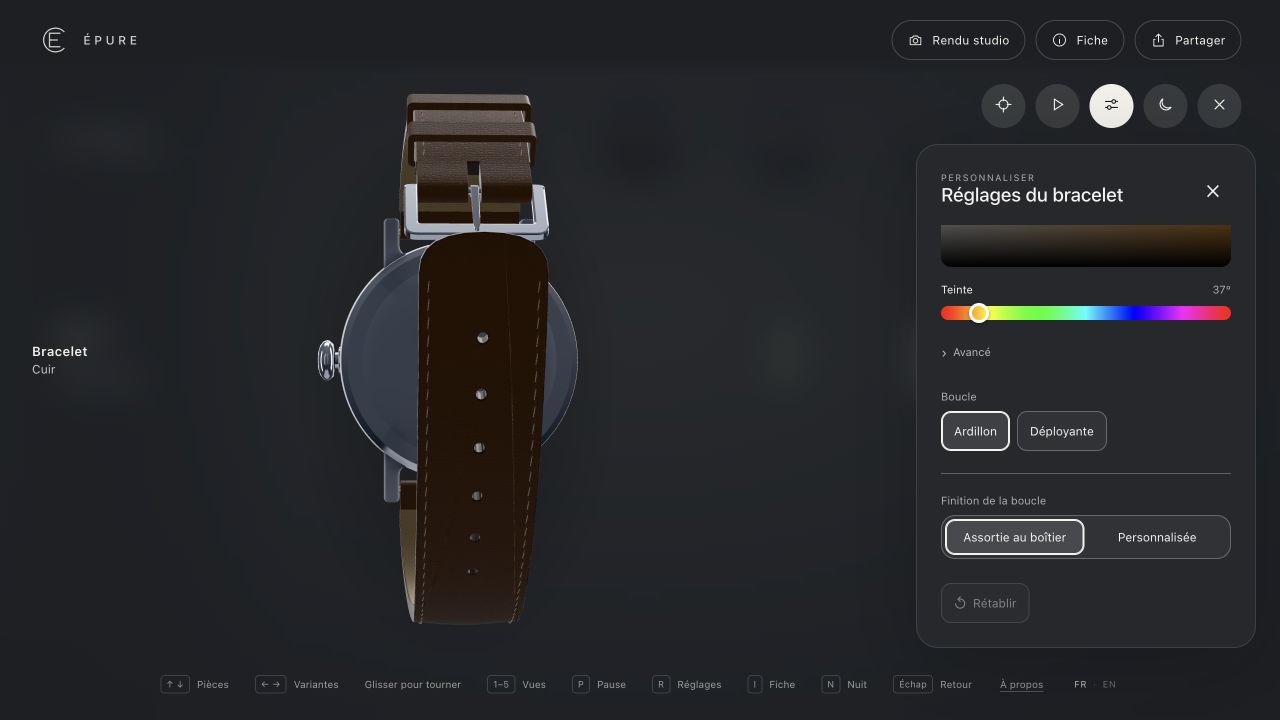 ÉPURE
Rendu studio
Fiche
Partager
PERSONNALISER
Réglages du bracelet
Teinte
37°
Avancé
Boucle
Ardillon
Déployante
Finition de la boucle
Assortie au boîtier
Personnalisée
Rétablir
Bracelet
Cuir
↑ ↓ Pièces
← → Variantes
Glisser pour tourner
1–5 Vues
P Pause
R Réglages
I Fiche
N Nuit
Échap Retour
À propos
FR - EN